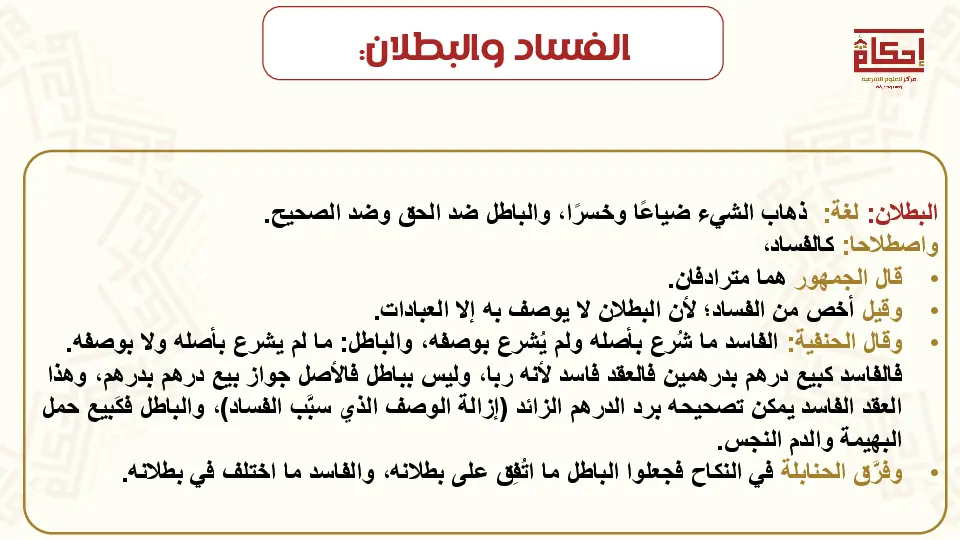 الفساد والبطلان:
إحكام
مركز للعلوم الشرعية
البطلان: لغة: ذهاب الشيء ضياعًا وخسرًا، والباطل ضد الحق وضد الصحيح.
واصطلاحا: كالفساد،
• قال الجمهور هما مترادفان.
• وقيل أخص من الفساد؛ لأن البطلان لا يوصف به إلا العبادات.
• وقال الحنفية: الفاسد ما شُرع بأصله ولم يُشرع بوصفه، والباطل: ما لم يشرع بأصله ولا بوصفه.
فالفاسد كبيع درهم بدرهمين فالعقد فاسد لأنه ربا، وليس بباطل فالأصل جواز بيع درهم بدرهم، وهذا
العقد الفاسد يمكن تصحيحه برد الدرهم الزائد (إزالة الوصف الذي سبَّب الفساد)، والباطل فكَبيع حمل
البهيمة والدم النجس.
• وفرَّق الحنابلة في النكاح فجعلوا الباطل ما اتُفِق على بطلانه، والفاسد ما اختلف في بطلانه.